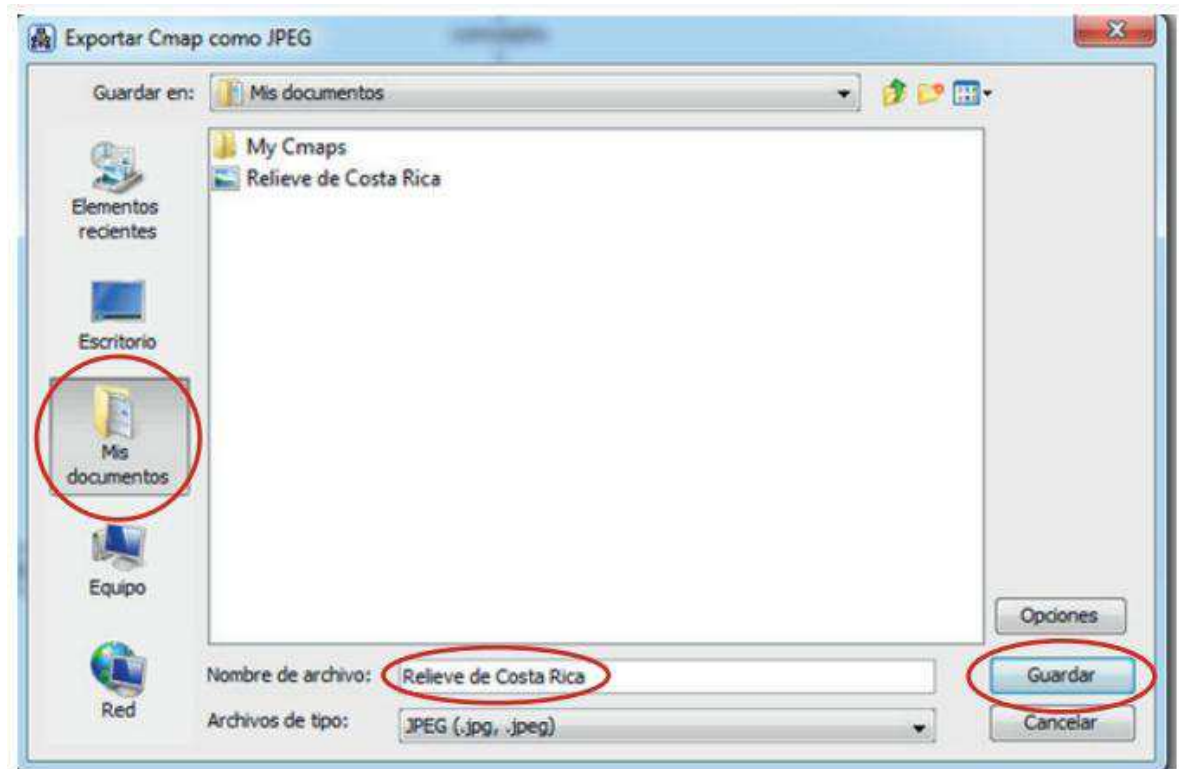 Exportar Cmap como JPEG
Guardar en: Mis documentos
My Cmaps
Relieve de Costa Rica
Elementos
recientes
Escritorio
Mis
documentos
Equipo
Red
Opciones
Nombre de archivo: Relieve de Costa Rica Guardar
Archivos de tipo: JPEG (.jpg, .jpeg) Cancelar